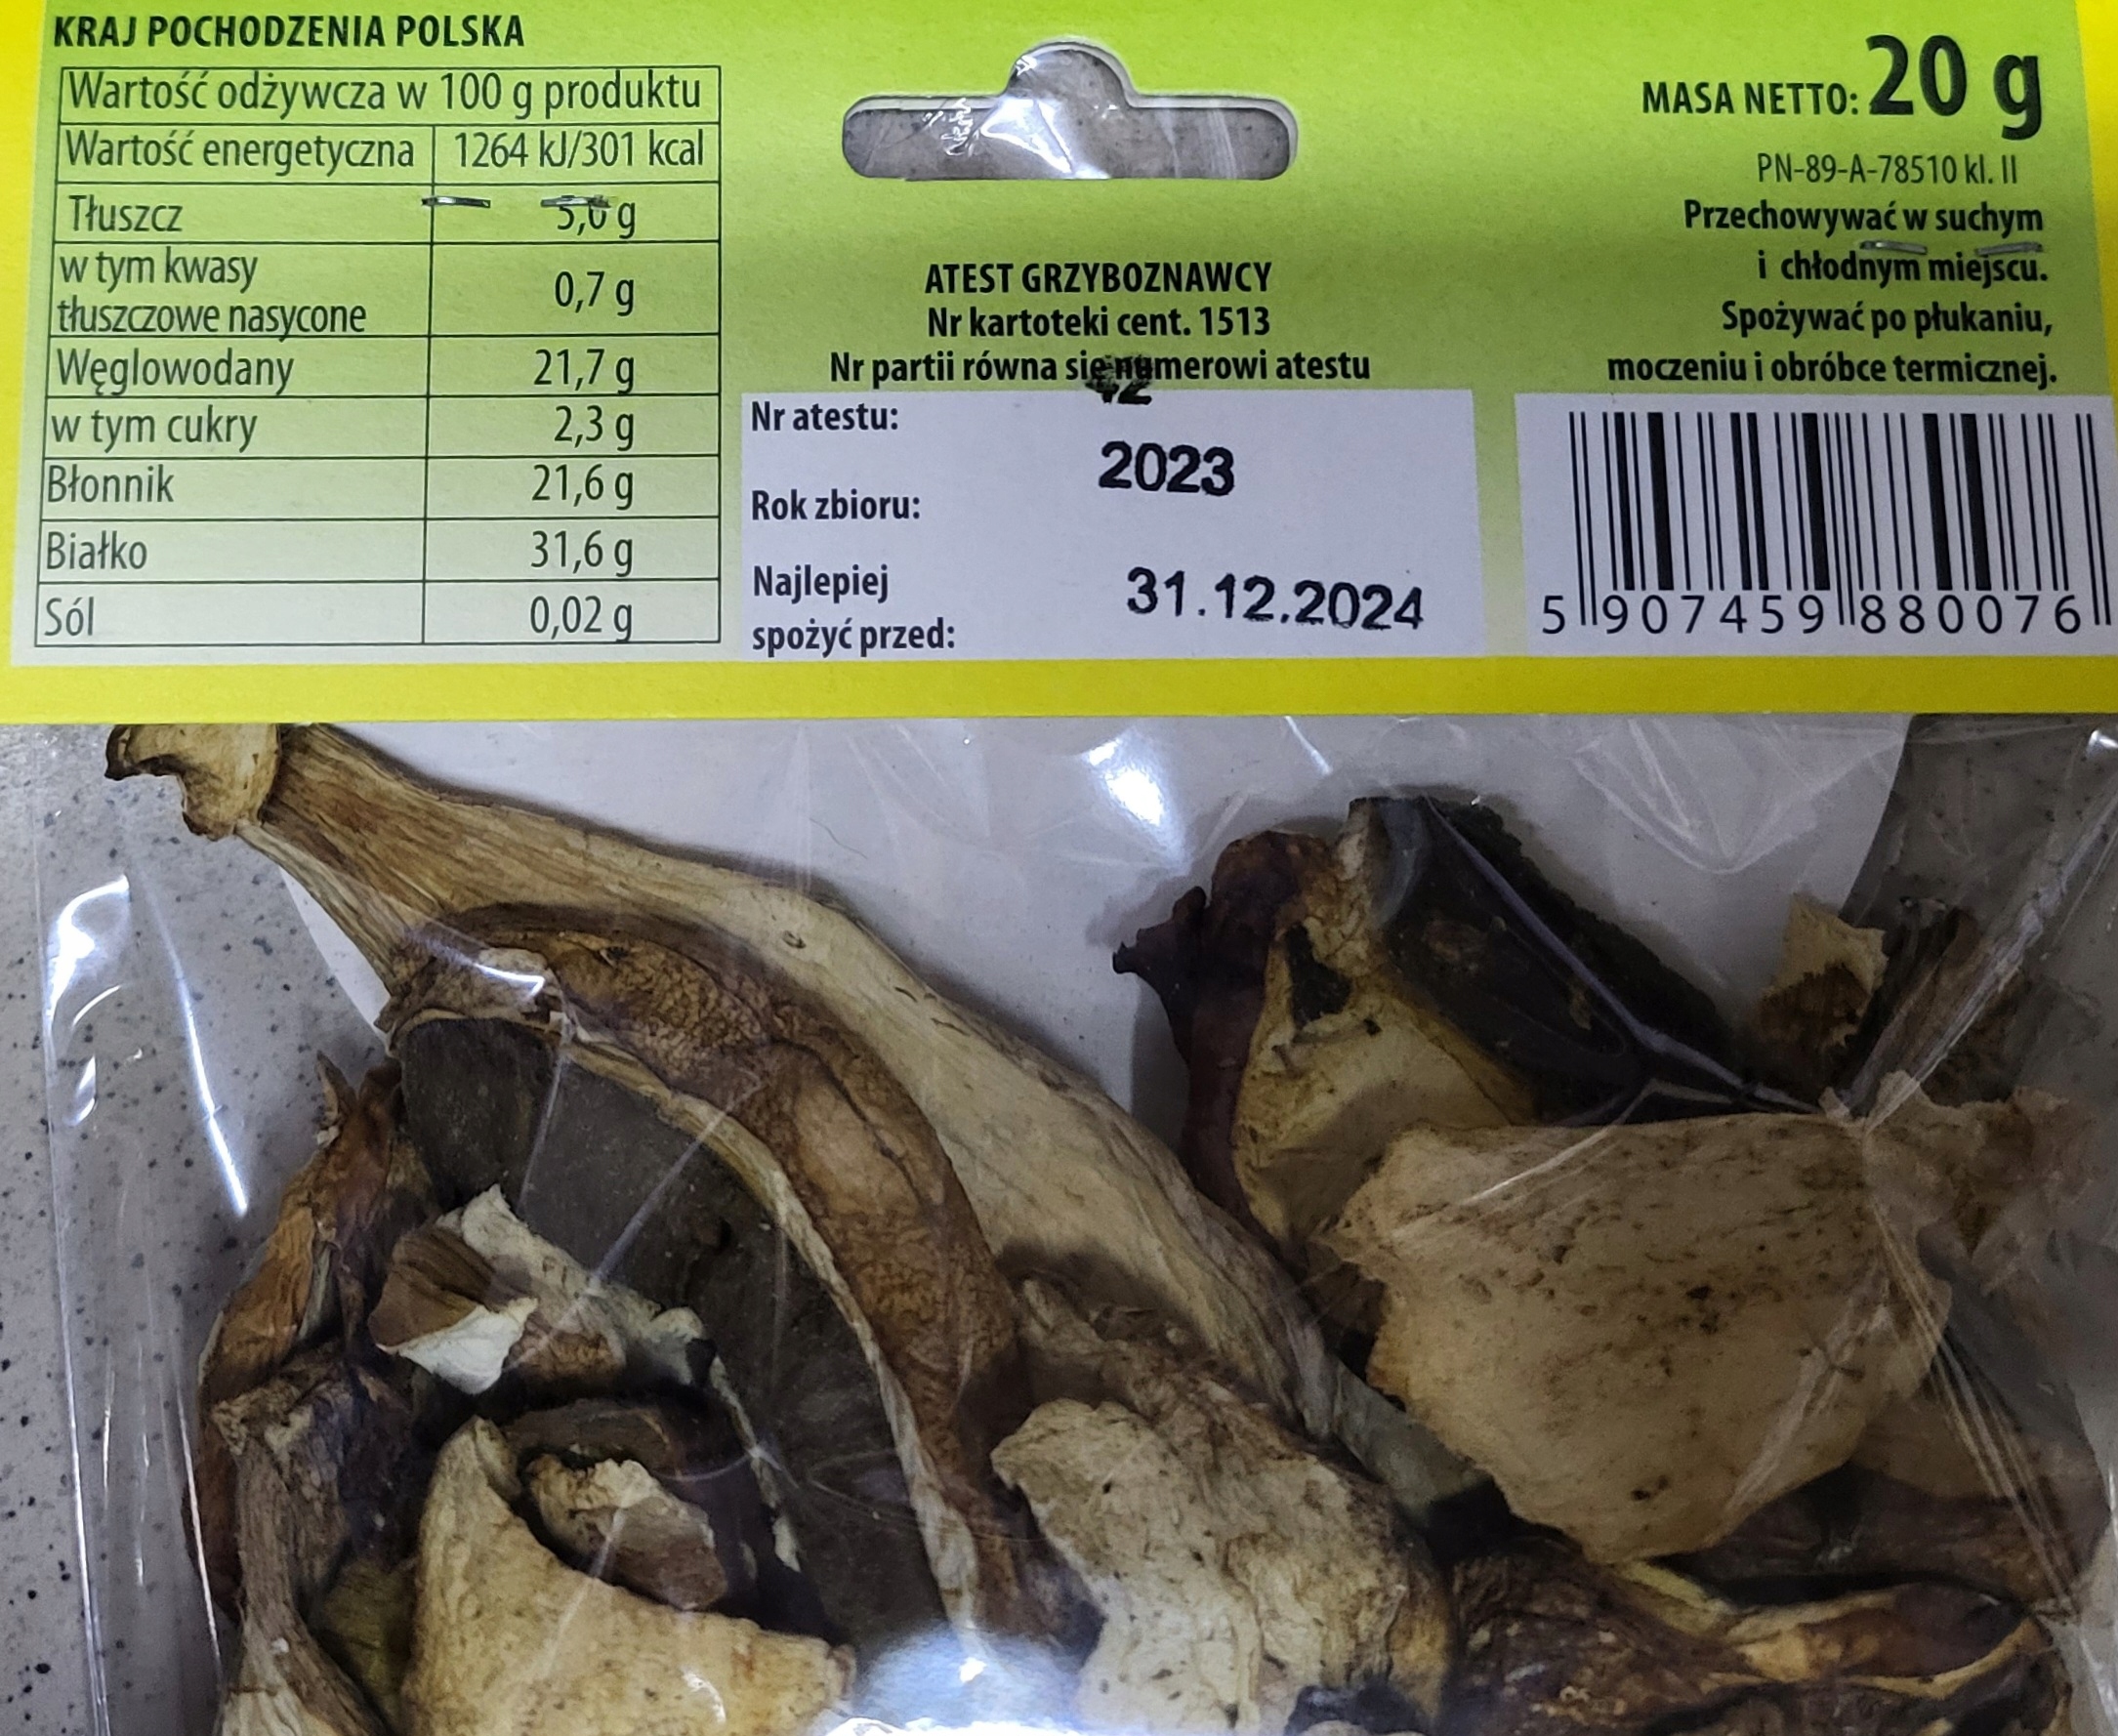 KRAJ POCHODZENIA POLSKA
Wartość odżywcza w 100 g produktu
Wartość energetyczna 1264 kJ/301 kcal
Tłuszcz 5,0 g
w tym kwasy
tłuszczowe nasycone 0,7 g
Węglowodany 21,7 g
w tym cukry 2,3 g
Błonnik 21,6 g
Białko 31,6 g
Sól 0,02 g
ATEST GRZYBOZNAWCY
Nr kartoteki cent. 1513
Nr partii równa się numerowi atestu
12
Nr atestu:
2023
Rok zbioru:
Najlepiej
spożyć przed: 31.12.2024
MASA NETTO: 20 g
PN-89-A-78510 kl. II
Przechowywać w suchym
i chłodnym miejscu.
Spożywać po płukaniu,
moczeniu i obróbce termicznej.
5 907459 880076